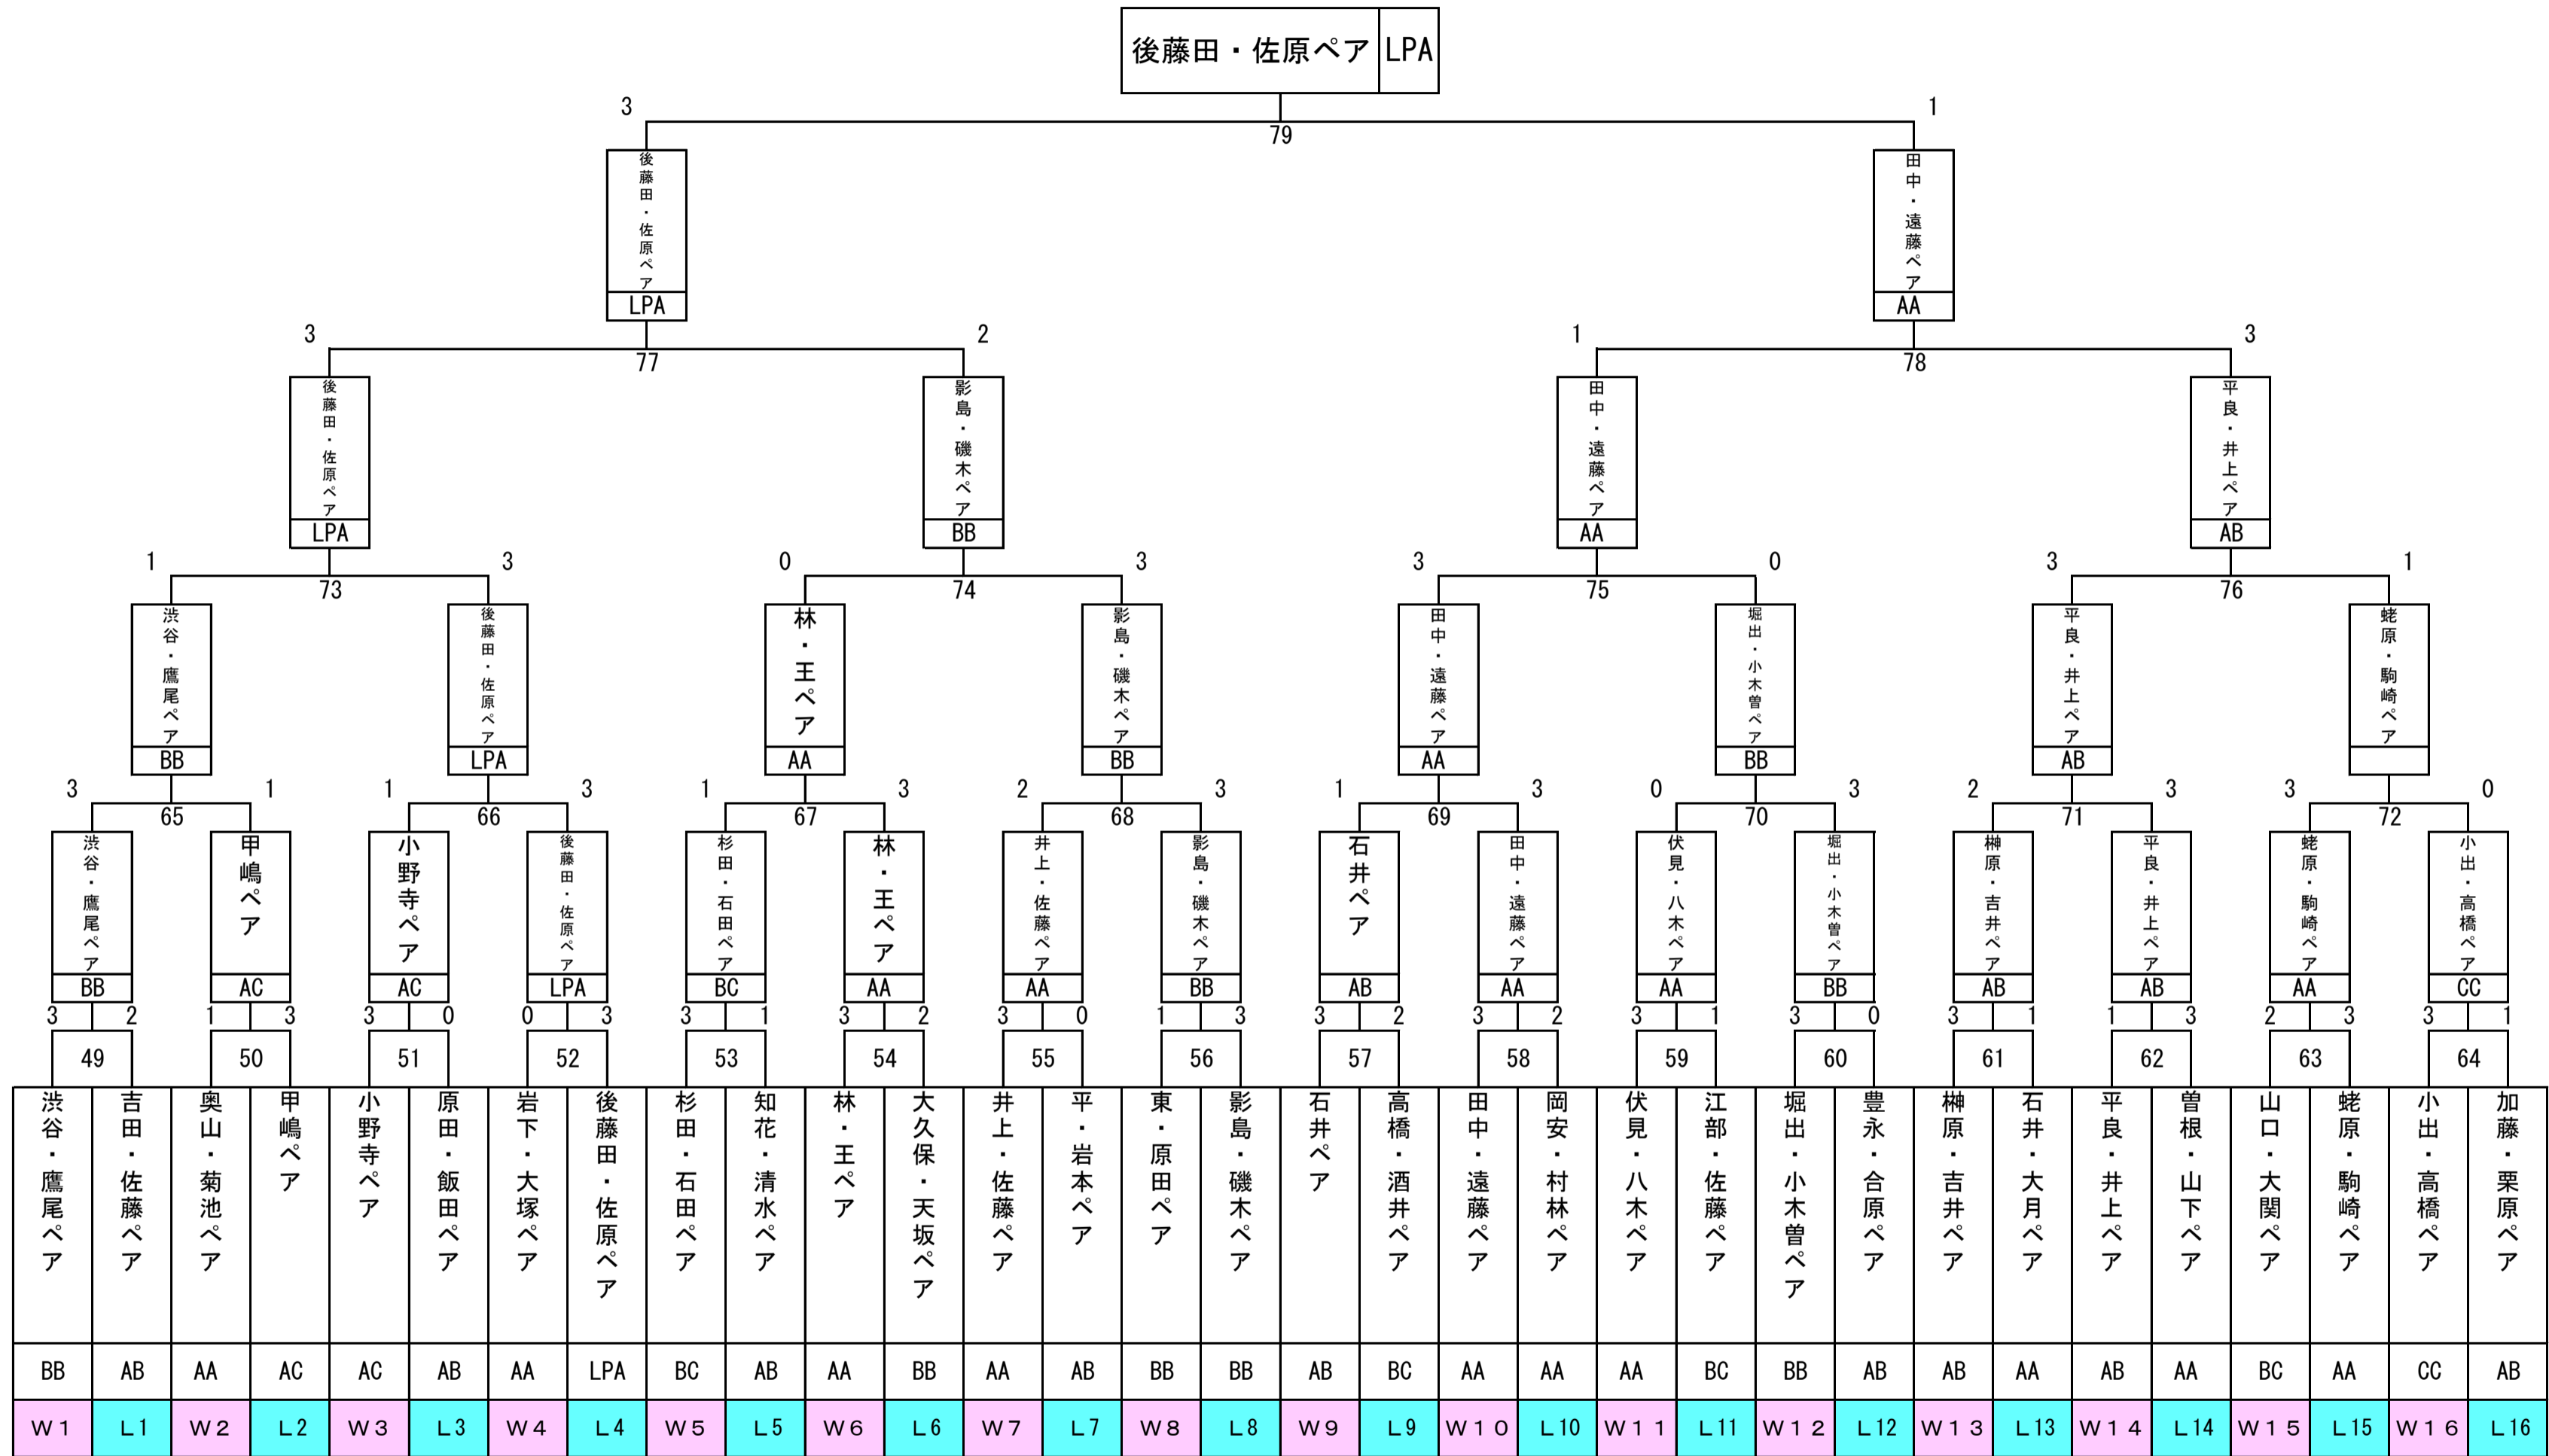 後藤田・佐原ペア LPA
3 1
79
後藤田・佐原ペア 田中・遠藤ペア
LPA AA
3 2 1 3
77 78
後藤田・佐原ペア 影島・磯木ペア 田中・遠藤ペア 平良・井上ペア
LPA BB AA AB
1 3 0 3 3 0 3 1
73 74 75 76
渋谷・鷹尾ペア 後藤田・佐原ペア 林・王ペア 影島・磯木ペア 田中・遠藤ペア 堀出・小木曽ペア 平良・井上ペア 蛯原・駒崎ペア
BB LPA AA BB AA BB AB
3 1 1 3 1 3 2 3 1 3 0 3 2 3 3 0
65 66 67 68 69 70 71 72
渋谷・鷹尾ペア 甲嶋ペア 小野寺ペア 後藤田・佐原ペア 杉田・石田ペア 林・王ペア 井上・佐藤ペア 影島・磯木ペア 石井ペア 田中・遠藤ペア 伏見・八木ペア 堀出・小木曽ペア 榊原・吉井ペア 平良・井上ペア 蛯原・駒崎ペア 小出・高橋ペア
BB AC AC LPA BC AA AA BB AB AA AA BB AB AB AA CC
3 2 1 3 3 0 0 3 3 1 3 2 3 0 1 3 3 2 3 2 3 1 3 0 3 1 1 3 2 3 3 1
49 50 51 52 53 54 55 56 57 58 59 60 61 62 63 64
渋谷・鷹尾ペア 吉田・佐藤ペア 奥山・菊池ペア 甲嶋ペア 小野寺ペア 原田・飯田ペア 岩下・大塚ペア 後藤田・佐原ペア 杉田・石田ペア 知花・清水ペア 林・王ペア 大久保・天坂ペア 井上・佐藤ペア 平・岩本ペア 東・原田ペア 影島・磯木ペア 石井ペア 高橋・酒井ペア 田中・遠藤ペア 岡安・村林ペア 伏見・八木ペア 江部・佐藤ペア 堀出・小木曽ペア 豊永・合原ペア 榊原・吉井ペア 石井・大月ペア 平良・井上ペア 曽根・山下ペア 山口・大関ペア 蛯原・駒崎ペア 小出・高橋ペア 加藤・栗原ペア
BB AB AA AC AC AB AA LPA BC AB AA BB AA AB BB BB AB BC AA AA AA BC BB AB AB AA AB AA BC AA CC AB
W1 L1 W2 L2 W3 L3 W4 L4 W5 L5 W6 L6 W7 L7 W8 L8 W9 L9 W10 L10 W11 L11 W12 L12 W13 L13 W14 L14 W15 L15 W16 L16